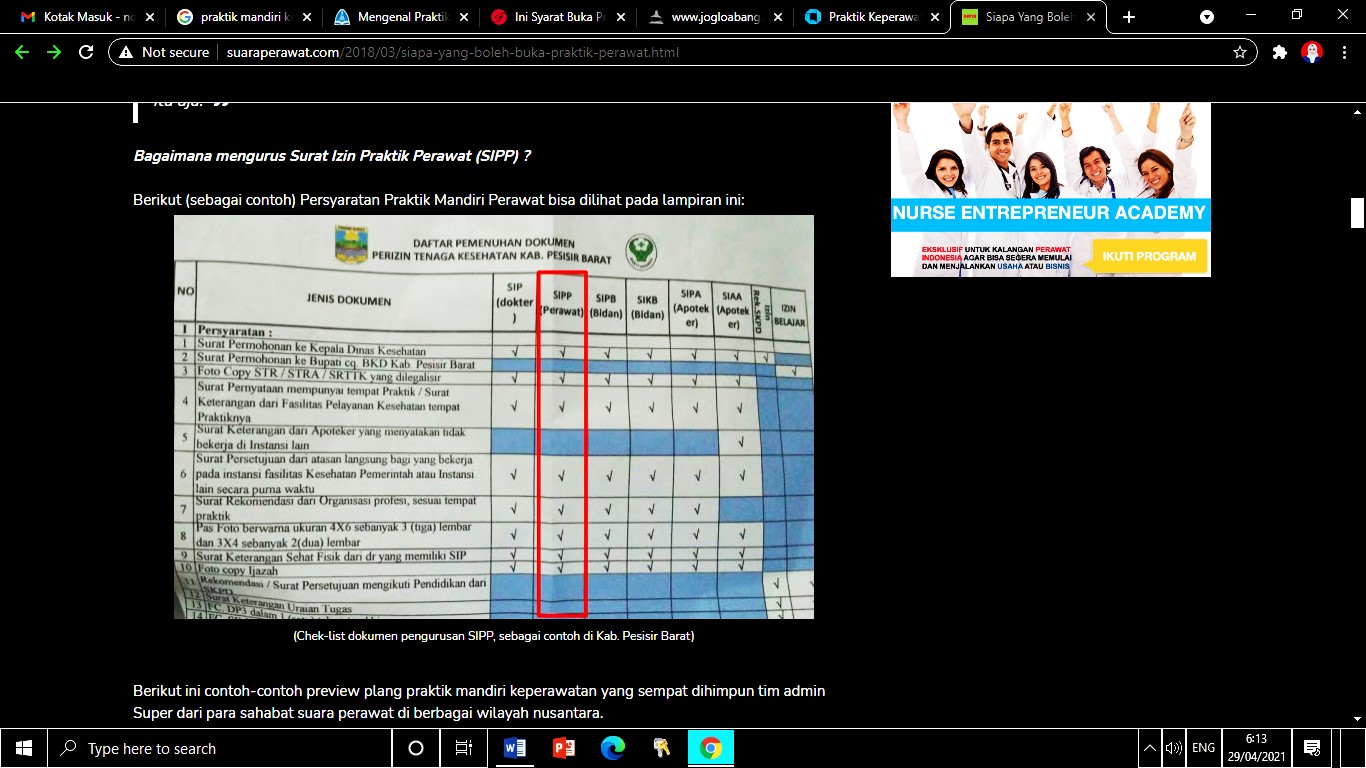 Kotak Masuk - no
praktik mandiri ke
Mengenal Praktik
Ini Syarat Buka Pr
www.jogloabang
Praktik Keperawa
Siapa Yang Boleh
Not secure
suaraperawat.com/2018/03/siapa-yang-boleh-buka-praktik-perawat.html
itu aja. ”
Bagaimana mengurus Surat Izin Praktik Perawat (SIPP) ?
Berikut (sebagai contoh) Persyaratan Praktik Mandiri Perawat bisa dilihat pada lampiran ini:
DAFTAR PEMENUHAN DOKUMEN
PERIZIN TENAGA KESEHATAN KAB. PESISIR BARAT
NO
JENIS DOKUMEN
SIP
(dokter
)
SIPP
(Perawat)
SIPB
(Bidan)
SIKB
(Bidan)
SIPA
(Apotek
er)
SIAA
(Apotek
er)
Izin
Rek.SKPD
IZIN
BELAJAR
I Persyaratan :
1 Surat Permohonan ke Kepala Dinas Kesehatan √ √ √ √ √ √ √
2 Surat Permohonan ke Bupati cq. BKD Kab. Pesisir Barat √
3 Foto Copy STR / STRA / SRTTK yang dilegalisir √ √ √ √ √ √
Surat Pernyataan mempunyai tempat Praktik / Surat
4 Keterangan dari Fasilitas Pelayanan Kesehatan tempat √ √ √ √ √ √
Praktiknya
5 Surat Keterangan dari Apoteker yang menyatakan tidak
bekerja di Instansi lain √
Surat Persetujuan dari atasan langsung bagi yang bekerja
6 pada instansi fasilitas Kesehatan Pemerintah atau Instansi √ √ √ √ √ √
lain secara purna waktu
7 Surat Rekomendasi dari Organisasi profesi, sesuai tempat √ √ √ √ √
praktik
8 Pas Foto berwarna ukuran 4X6 sebanyak 3 (tiga) lembar √ √ √ √ √ √
dan 3X4 sebanyak 2(dua) lembar
9 Surat Keterangan Sehat Fisik dari dr yang memiliki SIP √ √ √ √ √ √
10 Foto copy Ijazah √ √ √ √ √ √
11 Rekomendasi / Surat Persetujuan mengikuti Pendidikan dari √ √
SKPD
12 Surat Keterangan Uraian Tugas √
13 FC. DP3 dalam 1
14
(Chek-list dokumen pengurusan SIPP, sebagai contoh di Kab. Pesisir Barat)
Berikut ini contoh-contoh preview plang praktik mandiri keperawatan yang sempat dihimpun tim admin
Super dari para sahabat suara perawat di berbagai wilayah nusantara.
NURSE ENTREPRENEUR ACADEMY
EKSKLUSIF UNTUK KALANGAN PERAWAT
INDONESIA AGAR BISA SEGERA MEMULAI
DAN MENJALANKAN USAHA ATAU BISNIS
IKUTI PROGRAM
Type here to search
ENG
6:13
29/04/2021